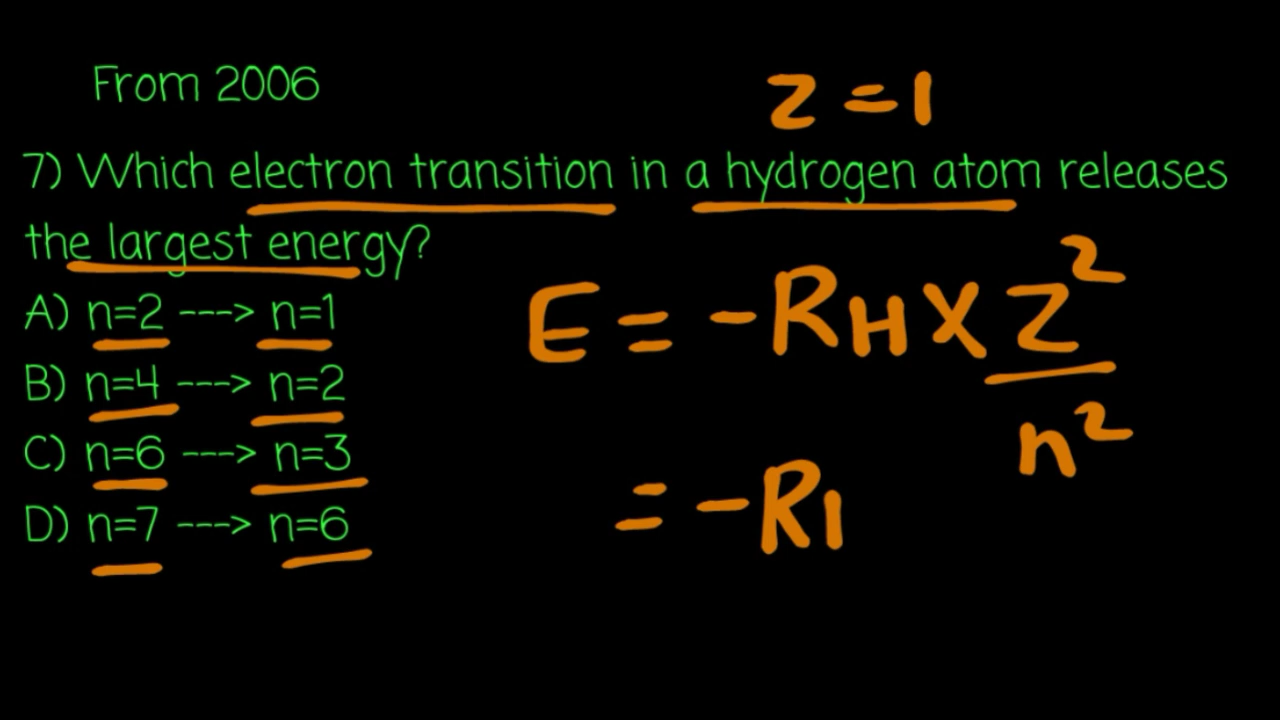 From 2006
z = 1
7) Which electron transition in a hydrogen atom releases
the largest energy?
A) n=2 ---> n=1
B) n=4 ---> n=2
C) n=6 ---> n=3
D) n=7 ---> n=6
E = -RH x Z²/n²
= -RI